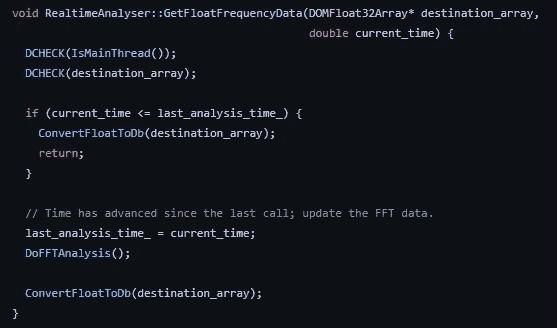 void RealtimeAnalyser::GetFloatFrequencyData(DOMFloat32Array* destination_array,
                                             double current_time) {
  DCHECK(IsMainThread());
  DCHECK(destination_array);

  if (current_time <= last_analysis_time_) {
    ConvertFloatToDb(destination_array);
    return;
  }

  // Time has advanced since the last call; update the FFT data.
  last_analysis_time_ = current_time;
  DoFFTAnalysis();

  ConvertFloatToDb(destination_array);
}